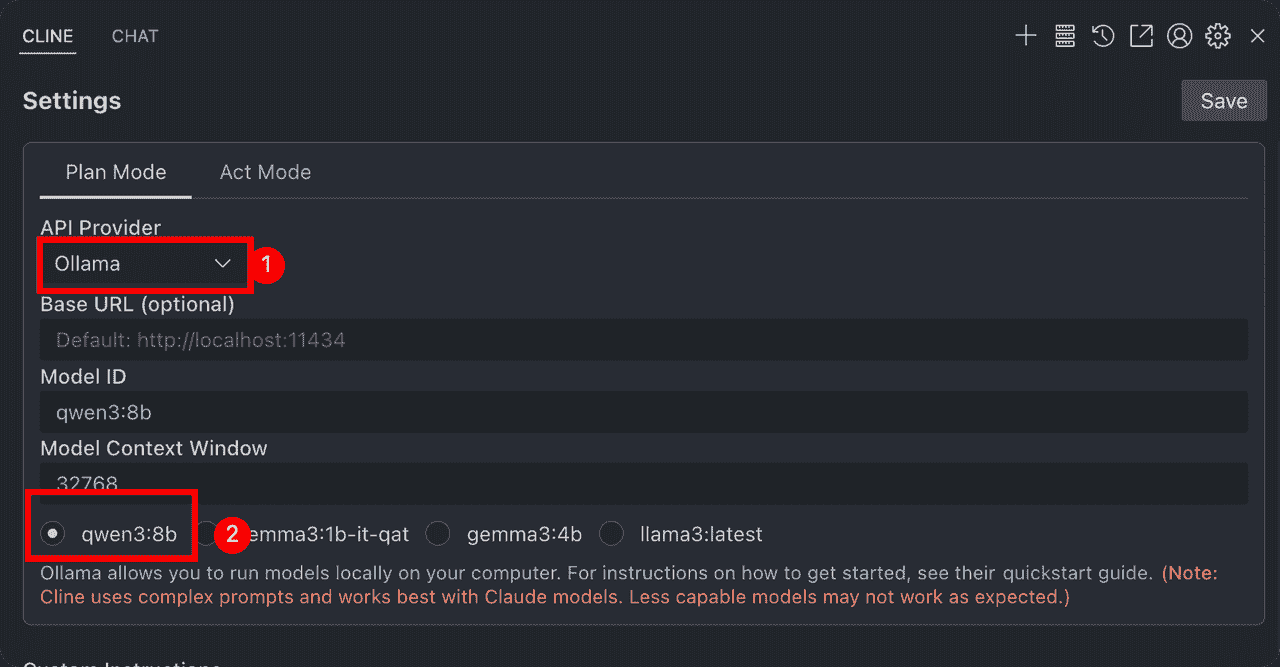 CLINE CHAT
Settings
Save
Plan Mode Act Mode
API Provider
Ollama 1
Base URL (optional)
Default: http://localhost:11434
Model ID
qwen3:8b
Model Context Window
32768
qwen3:8b 2 emma3:1b-it-qat gemma3:4b llama3:latest
Ollama allows you to run models locally on your computer. For instructions on how to get started, see their quickstart guide. (Note:
Cline uses complex prompts and works best with Claude models. Less capable models may not work as expected.)
Custom Instructions